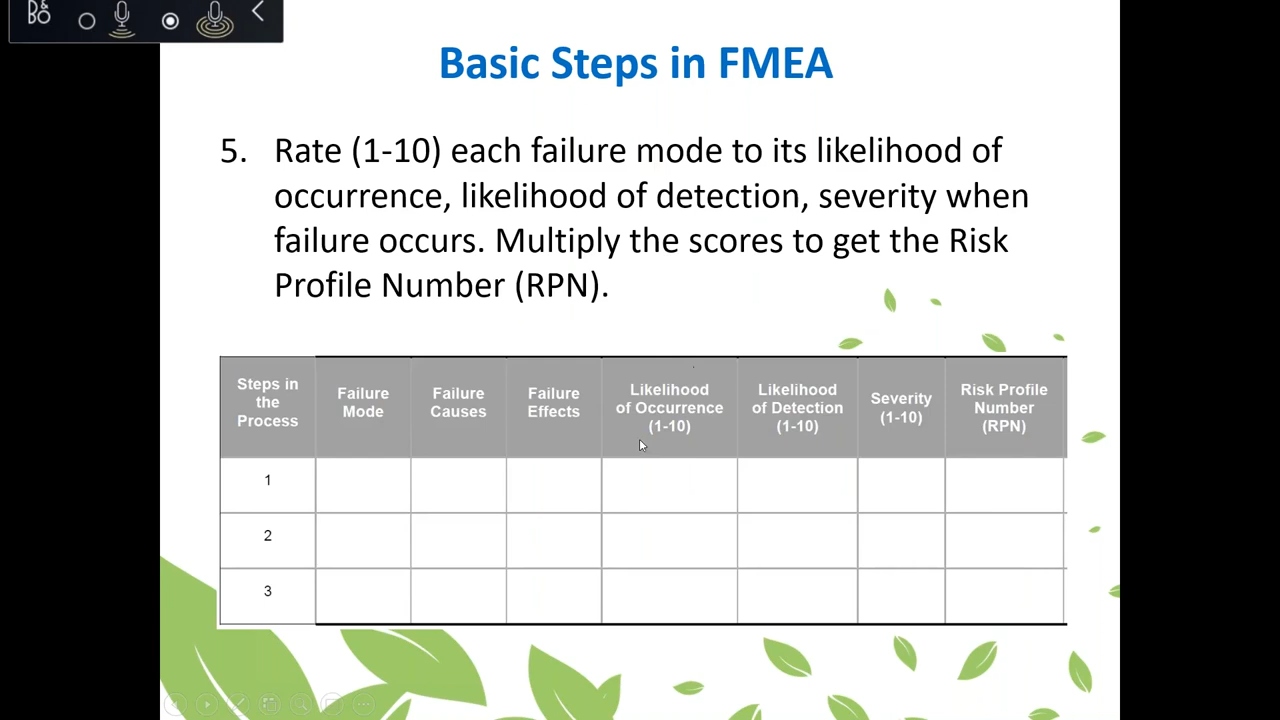 B&O
Basic Steps in FMEA
5. Rate (1-10) each failure mode to its likelihood of
occurrence, likelihood of detection, severity when
failure occurs. Multiply the scores to get the Risk
Profile Number (RPN).
Steps in
the
Process
Failure
Mode
Failure
Causes
Failure
Effects
Likelihood
of Occurrence
(1-10)
Likelihood
of Detection
(1-10)
Severity
(1-10)
Risk Profile
Number
(RPN)
1
2
3